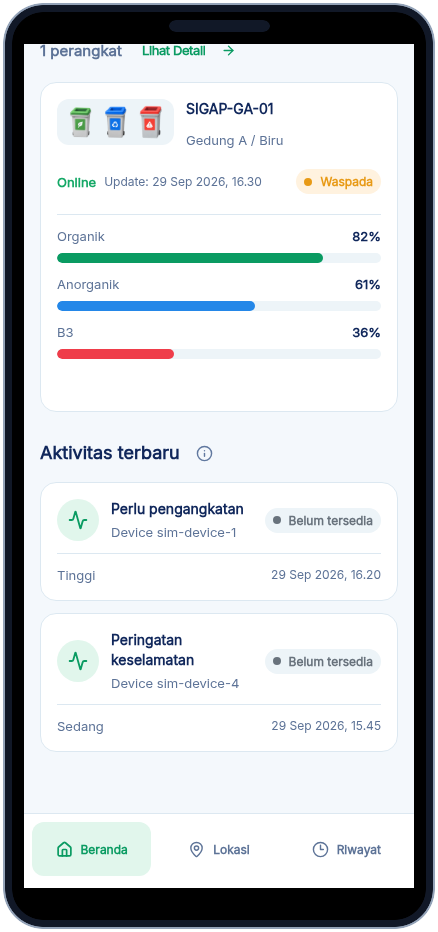 1 perangkat Lihat Detail →
SIGAP-GA-01
Gedung A / Biru
Online Update: 29 Sep 2026, 16.30 Waspada
Organik 82%
Anorganik 61%
B3 36%
Aktivitas terbaru
Perlu pengangkatan
Device sim-device-1
Belum tersedia
Tinggi 29 Sep 2026, 16.20
Peringatan
keselamatan
Device sim-device-4
Belum tersedia
Sedang 29 Sep 2026, 15.45
Beranda Lokasi Riwayat